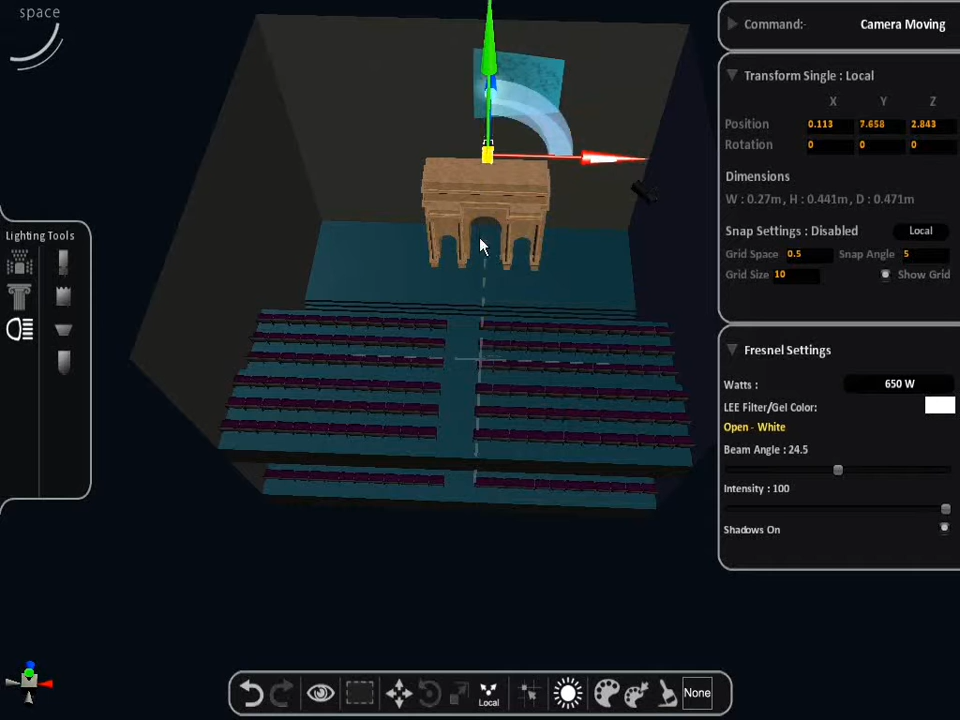 space
Command:
Camera Moving
Transform Single : Local
X Y Z
Position 0.113 7.658 2.843
Rotation 0 0 0
Dimensions
W : 0.27m, H : 0.441m, D : 0.471m
Snap Settings : Disabled Local
Grid Space 0.5 Snap Angle 5
Grid Size 10 Show Grid
Lighting Tools
Fresnel Settings
Watts : 650 W
LEE Filter/Gel Color:
Open - White
Beam Angle : 24.5
Intensity : 100
Shadows On
Local
None